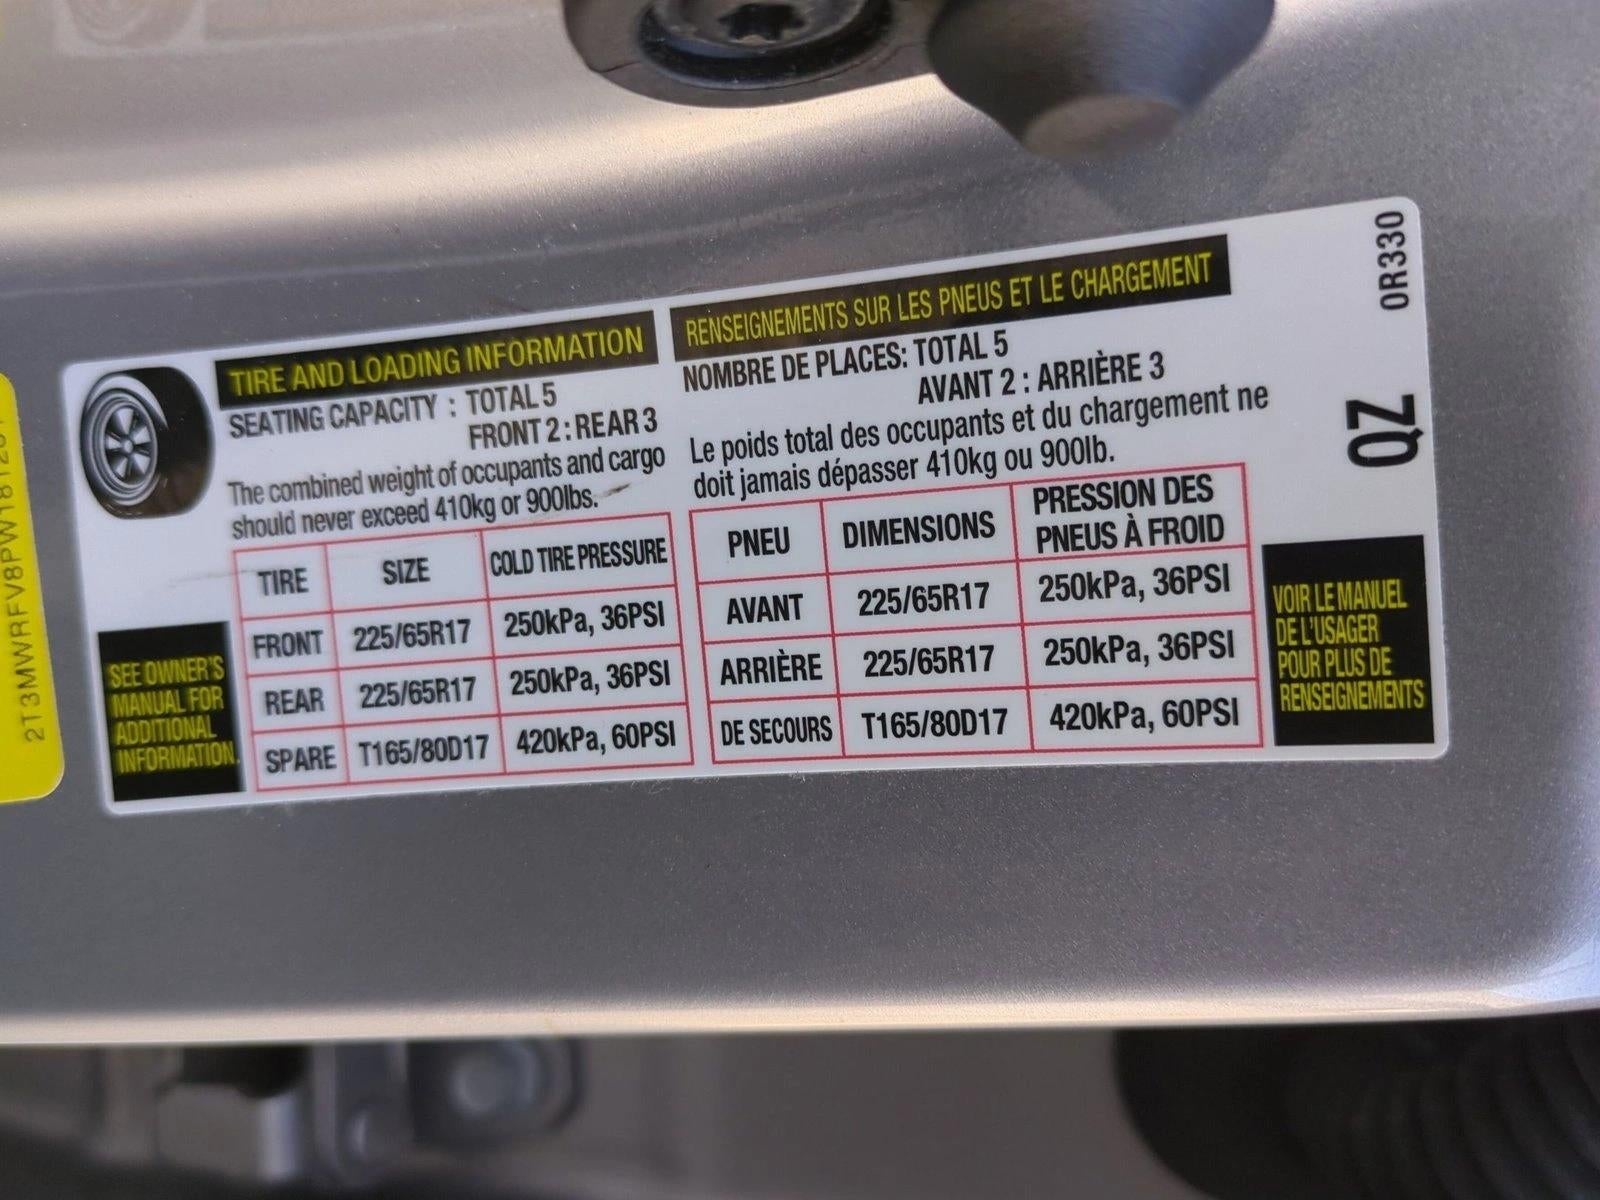 TIRE AND LOADING INFORMATION
SEATING CAPACITY : TOTAL 5
FRONT 2 : REAR 3
The combined weight of occupants and cargo
should never exceed 410kg or 900lbs.
TIRE SIZE COLD TIRE PRESSURE
FRONT 225/65R17 250kPa, 36PSI
REAR 225/65R17 250kPa, 36PSI
SPARE T165/80D17 420kPa, 60PSI
SEE OWNER'S
MANUAL FOR
ADDITIONAL
INFORMATION.
RENSEIGNEMENTS SUR LES PNEUS ET LE CHARGEMENT
NOMBRE DE PLACES: TOTAL 5
AVANT 2 : ARRIÈRE 3
Le poids total des occupants et du chargement ne
doit jamais dépasser 410kg ou 900lb.
PNEU DIMENSIONS PRESSION DES
PNEUS À FROID
AVANT 225/65R17 250kPa, 36PSI
ARRIÈRE 225/65R17 250kPa, 36PSI
DE SECOURS T165/80D17 420kPa, 60PSI
VOIR LE MANUEL
DE L'USAGER
POUR PLUS DE
RENSEIGNEMENTS
0R330
QZ